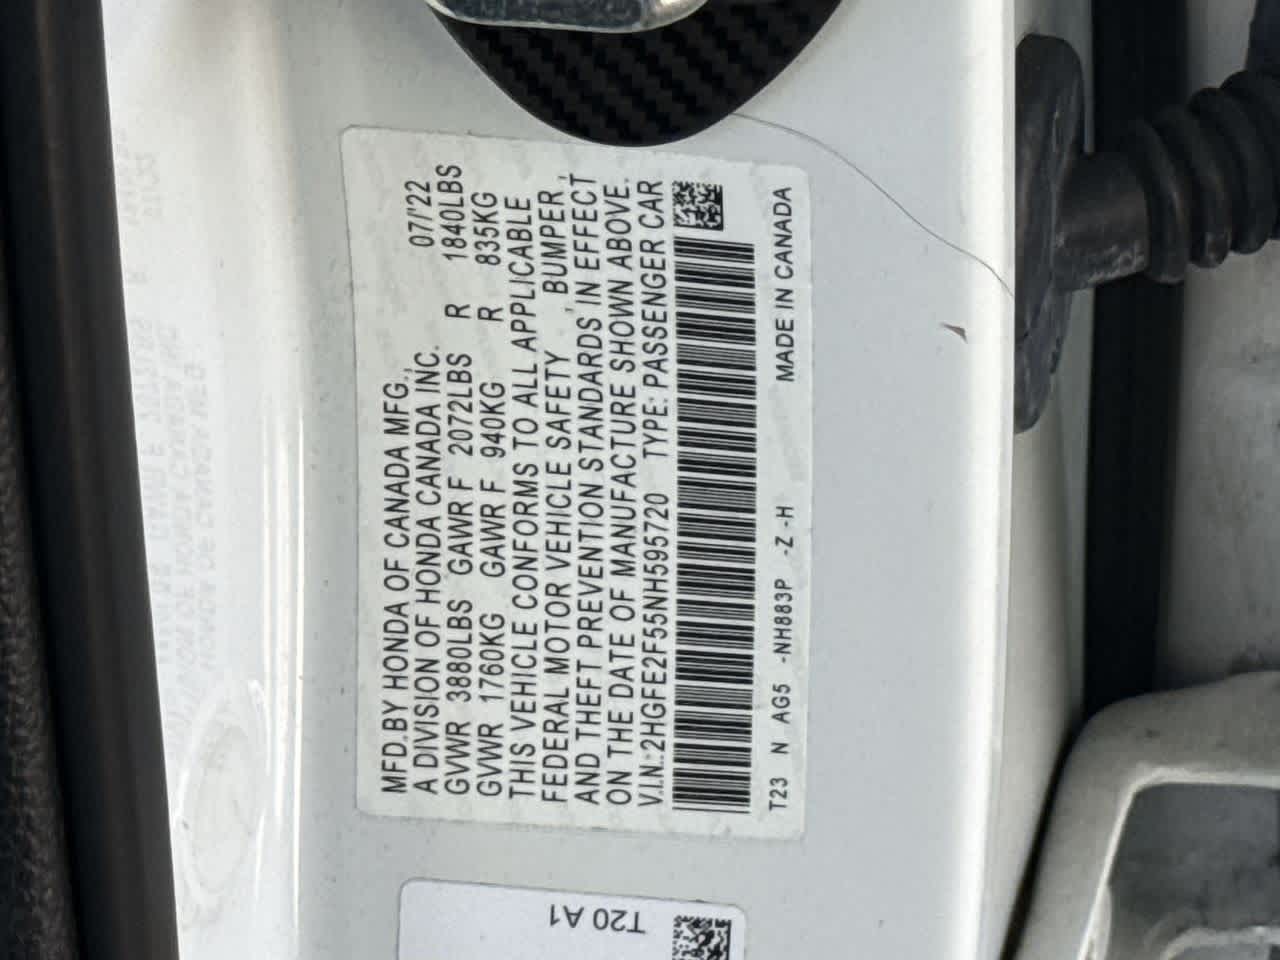 MFD.BY HONDA OF CANADA MFG., 07/'22
A DIVISION OF HONDA CANADA INC.
GVWR 3880LBS GAWR F 2072LBS R 1840LBS
GVWR 1760KG GAWR F 940KG R 835KG
THIS VEHICLE CONFORMS TO ALL APPLICABLE
FEDERAL MOTOR VEHICLE SAFETY , BUMPER ,
AND THEFT PREVENTION STANDARDS IN EFFECT
ON THE DATE OF MANUFACTURE SHOWN ABOVE.
V.I.N.:2HGFE2F55NH595720 TYPE: PASSENGER CAR
T23 N AG5 -NH883P -Z -H MADE IN CANADA
T20 A1